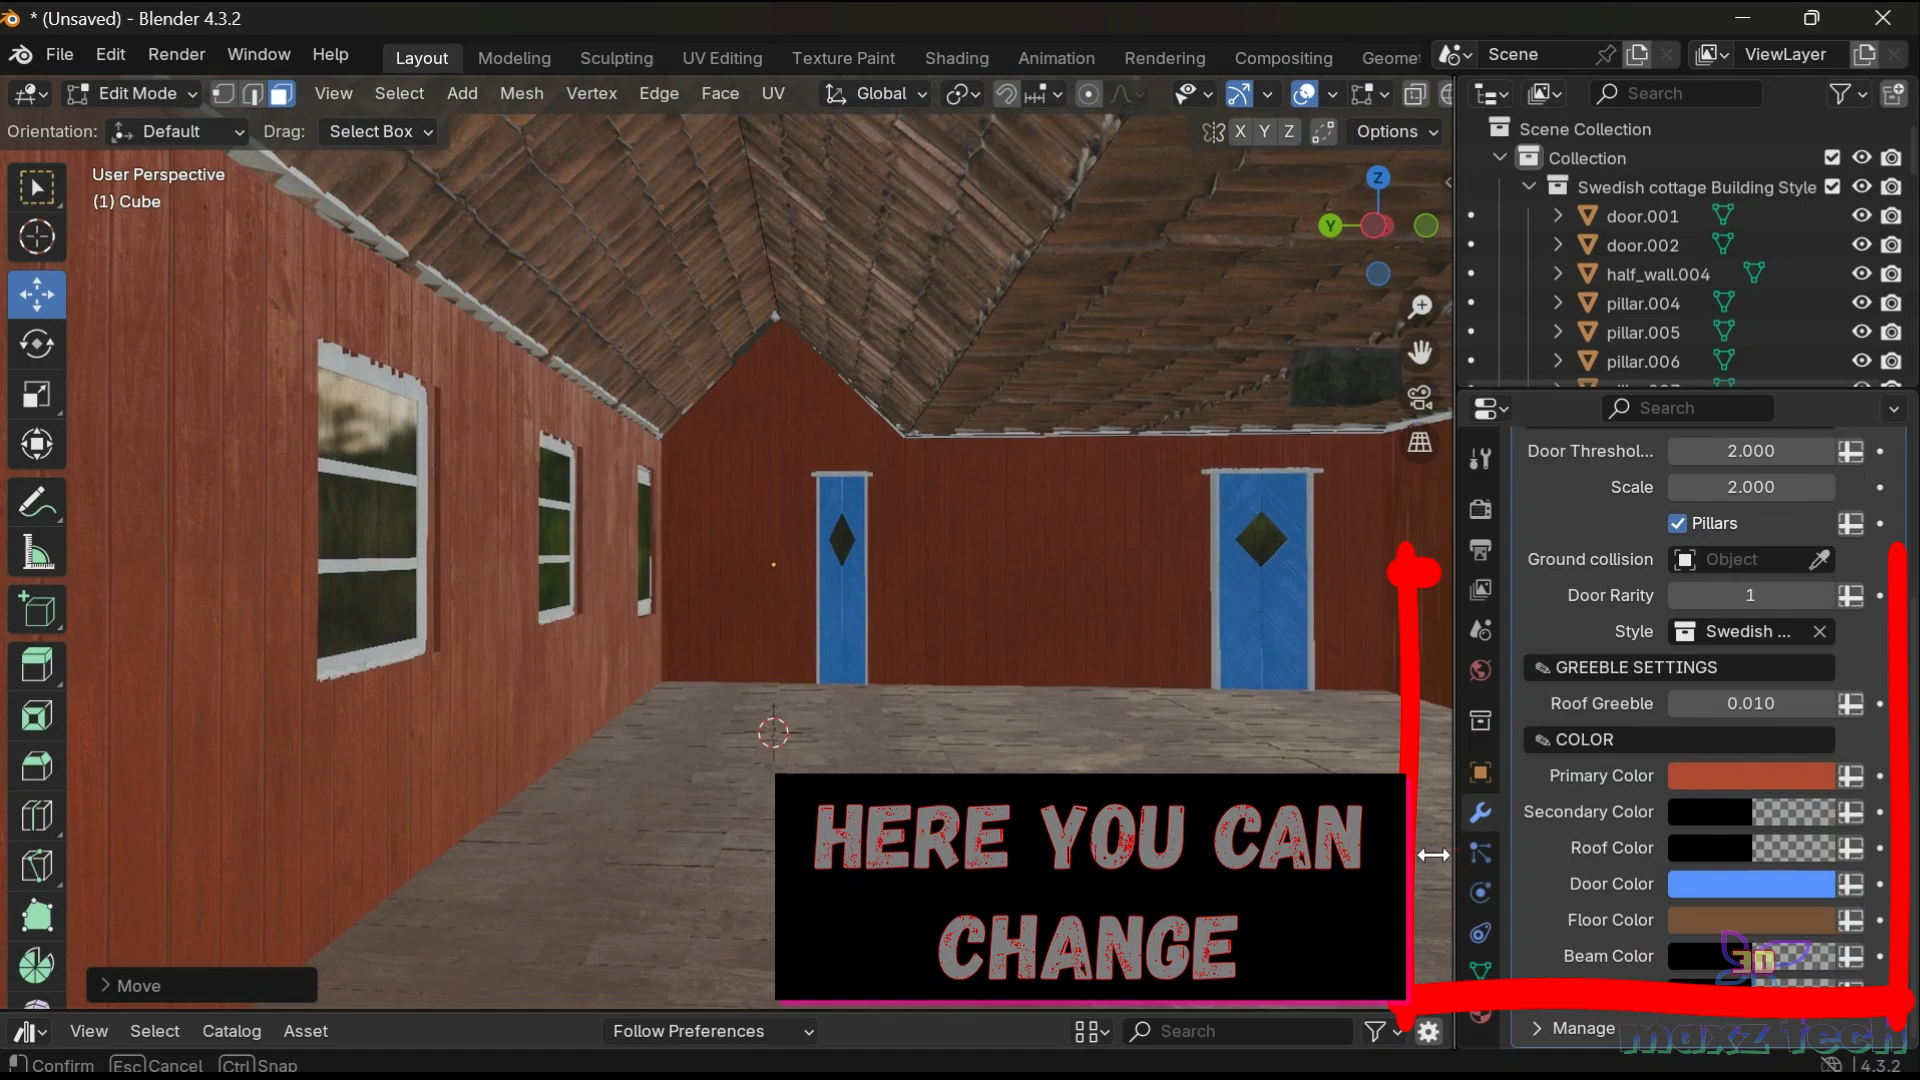 * (Unsaved) - Blender 4.3.2
File Edit Render Window Help Layout Modeling Sculpting UV Editing Texture Paint Shading Animation Rendering Compositing Geomet Scene ViewLayer
Edit Mode View Select Add Mesh Vertex Edge Face UV Global Search
Orientation: Default Drag: Select Box X Y Z Options
Scene Collection
Collection
Swedish cottage Building Style
door.001
door.002
half_wall.004
pillar.004
pillar.005
pillar.006
User Perspective
(1) Cube
Z
Y
Search
Door Threshol... 2.000
Scale 2.000
Pillars
Ground collision Object
Door Rarity 1
Style Swedish ...
GREEBLE SETTINGS
Roof Greeble 0.010
COLOR
Primary Color
Secondary Color
Roof Color
Door Color
Floor Color
Beam Color
3D
HERE YOU CAN
CHANGE
Move
Manage
maxz tech
View Select Catalog Asset Follow Preferences Search
Confirm Esc Cancel Ctrl Snap 4.3.2